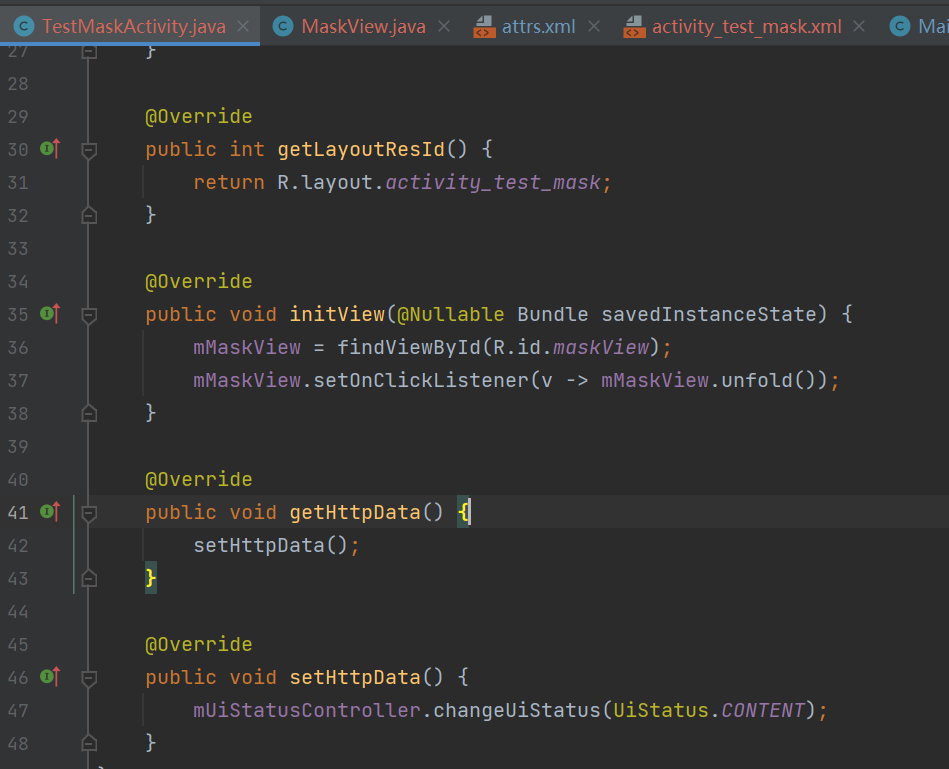 TestMaskActivity.java MaskView.java attrs.xml activity_test_mask.xml Mai
27 }
28
29 @Override
30 public int getLayoutResId() {
31 return R.layout.activity_test_mask;
32 }
33
34 @Override
35 public void initView(@Nullable Bundle savedInstanceState) {
36 mMaskView = findViewById(R.id.maskView);
37 mMaskView.setOnClickListener(v -> mMaskView.unfold());
38 }
39
40 @Override
41 public void getHttpData() {
42 setHttpData();
43 }
44
45 @Override
46 public void setHttpData() {
47 mUiStatusController.changeUiStatus(UiStatus.CONTENT);
48 }